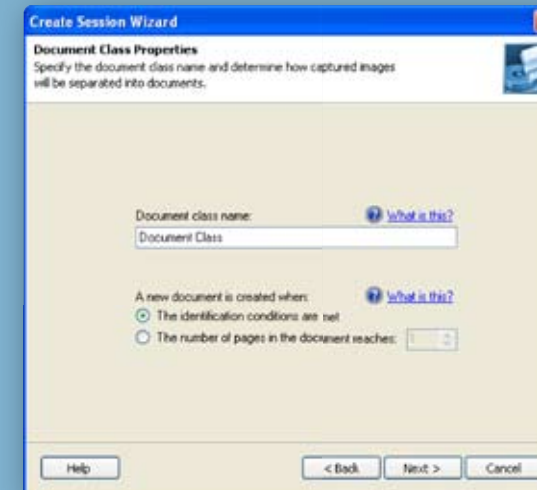 Create Session Wizard
Document Class Properties
Specify the document class name and determine how captured images
will be separated into documents.
Document class name:
What is this?
Document Class
A new document is created when:
What is this?
The identification conditions are met
The number of pages in the document reaches: 1
Help
< Back
Next >
Cancel